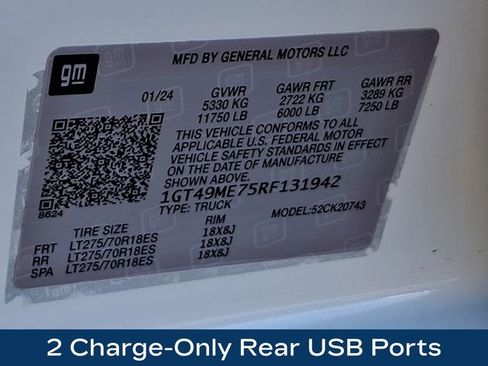 gm
MFD BY GENERAL MOTORS LLC
01/24 GVWR GAWR FRT GAWR RR
5330 KG 2722 KG 3289 KG
11750 LB 6000 LB 7250 LB
THIS VEHICLE CONFORMS TO ALL
APPLICABLE U.S. FEDERAL MOTOR
VEHICLE SAFETY STANDARDS IN EFFECT
ON THE DATE OF MANUFACTURE
SHOWN ABOVE.
1GT49ME75RF131942
8624
TYPE: TRUCK MODEL:52CK20743
TIRE SIZE RIM
FRT LT275/70R18ES 18X8J
RR LT275/70R18ES 18X8J
SPA LT275/70R18ES 18X8J
2 Charge-Only Rear USB Ports